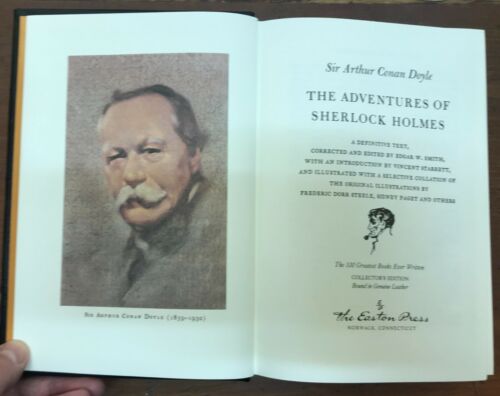 SIR ARTHUR CONAN DOYLE (1859-1930)
Sir Arthur Conan Doyle
THE ADVENTURES OF
SHERLOCK HOLMES
A DEFINITIVE TEXT,
CORRECTED AND EDITED BY EDGAR W. SMITH,
WITH AN INTRODUCTION BY VINCENT STARRETT,
AND ILLUSTRATED WITH A SELECTIVE COLLATION OF
THE ORIGINAL ILLUSTRATIONS BY
FREDERIC DORR STEELE, SIDNEY PAGET AND OTHERS
The 100 Greatest Books Ever Written
COLLECTOR'S EDITION
Bound in Genuine Leather
The Easton Press
NORWALK, CONNECTICUT